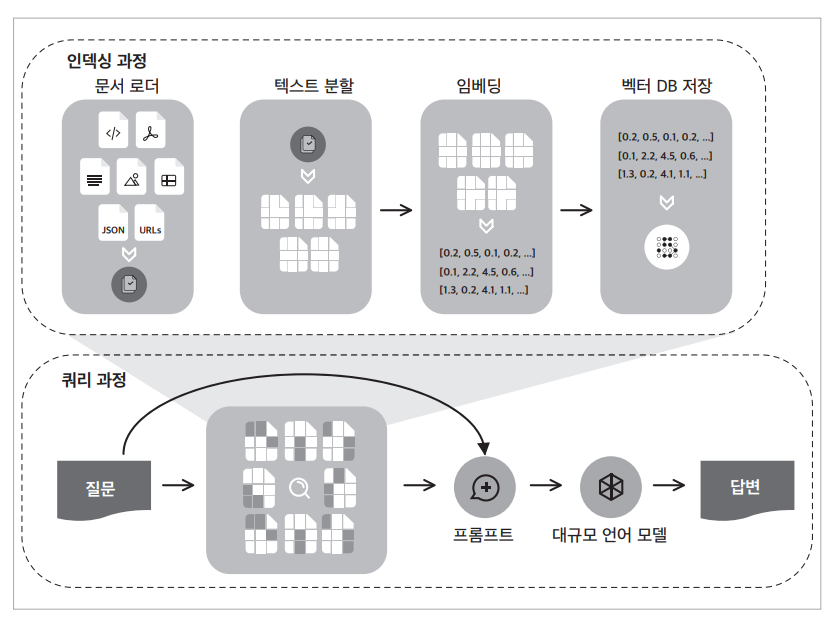 인덱싱 과정
문서 로더
텍스트 분할
임베딩
벡터 DB 저장
JSON
URLs
[0.2, 0.5, 0.1, 0.2, ...]
[0.1, 2.2, 4.5, 0.6, ...]
[1.3, 0.2, 4.1, 1.1, ...]
[0.2, 0.5, 0.1, 0.2, ...]
[0.1, 2.2, 4.5, 0.6, ...]
[1.3, 0.2, 4.1, 1.1, ...]
쿼리 과정
질문
프롬프트
대규모 언어 모델
답변